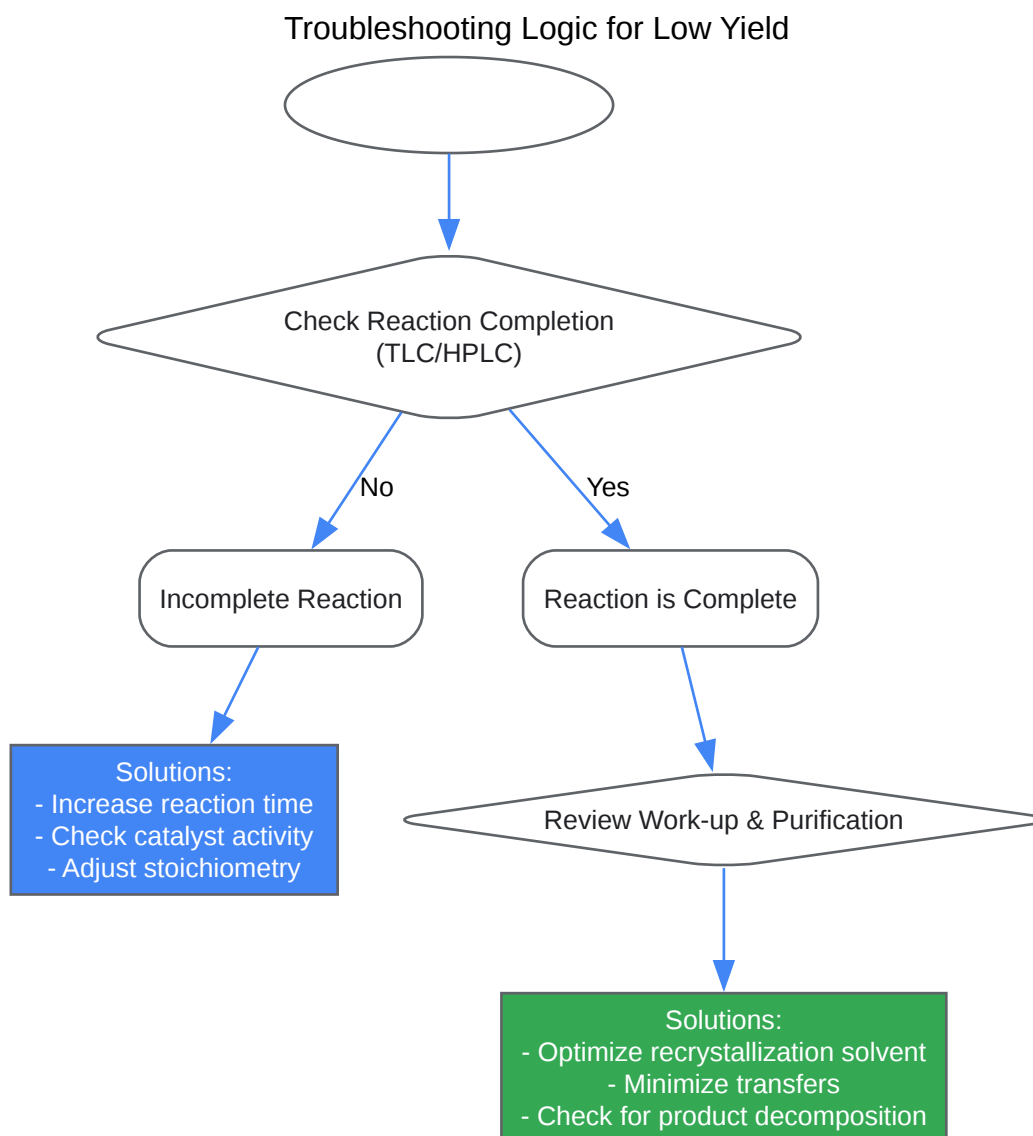 Troubleshooting Logic for Low Yield
Check Reaction Completion
(TLC/HPLC)
No
Yes
Incomplete Reaction
Reaction is Complete
Solutions:
- Increase reaction time
- Check catalyst activity
- Adjust stoichiometry
Review Work-up & Purification
Solutions:
- Optimize recrystallization solvent
- Minimize transfers
- Check for product decomposition